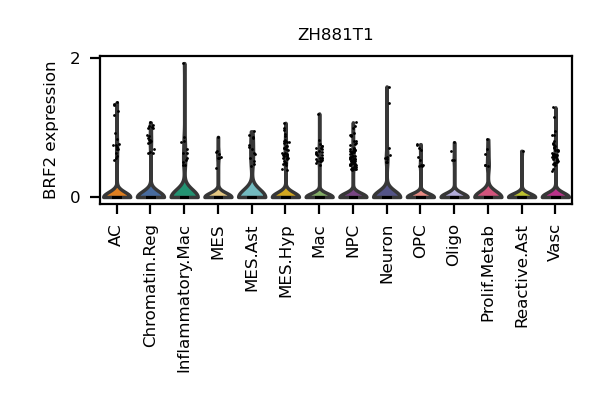 ZH881T1
BRF2 expression
2
0
AC
Chromatin.Reg
Inflammatory.Mac
MES
MES.Ast
MES.Hyp
Mac
NPC
Neuron
OPC
Oligo
Prolif.Metab
Reactive.Ast
Vasc